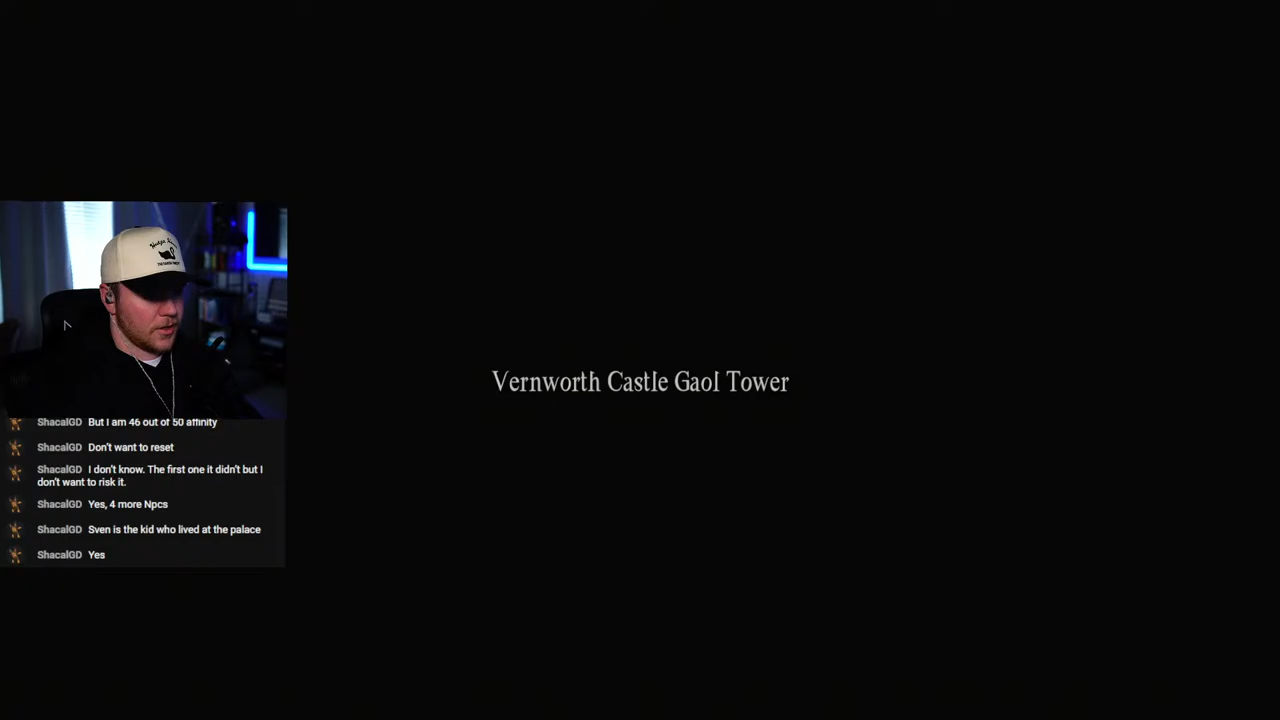 Vernworth Castle Gaol Tower
ShacalGD But I am 46 out of 50 affinity
ShacalGD Don't want to reset
ShacalGD I don't know. The first one it didn't but I
don't want to risk it.
ShacalGD Yes, 4 more Npcs
ShacalGD Sven is the kid who lived at the palace
ShacalGD Yes